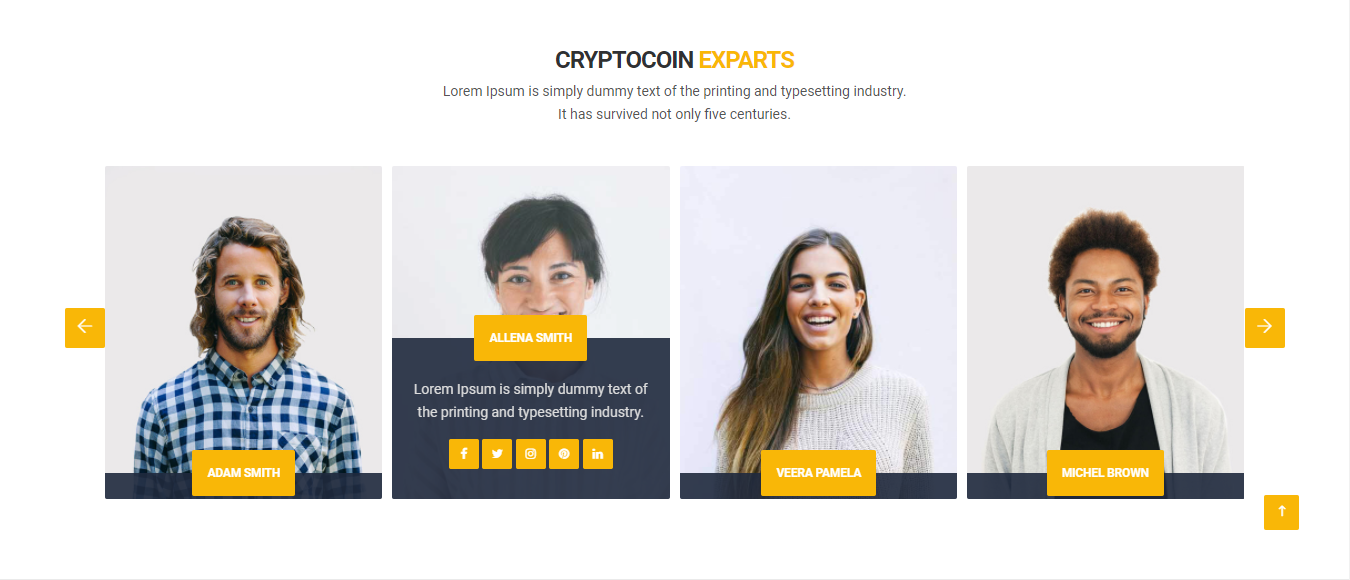 CRYPTOCOIN EXPARTS
Lorem Ipsum is simply dummy text of the printing and typesetting industry.
It has survived not only five centuries.
ADAM SMITH
ALLENA SMITH
Lorem Ipsum is simply dummy text of
the printing and typesetting industry.
VEERA PAMELA
MICHEL BROWN